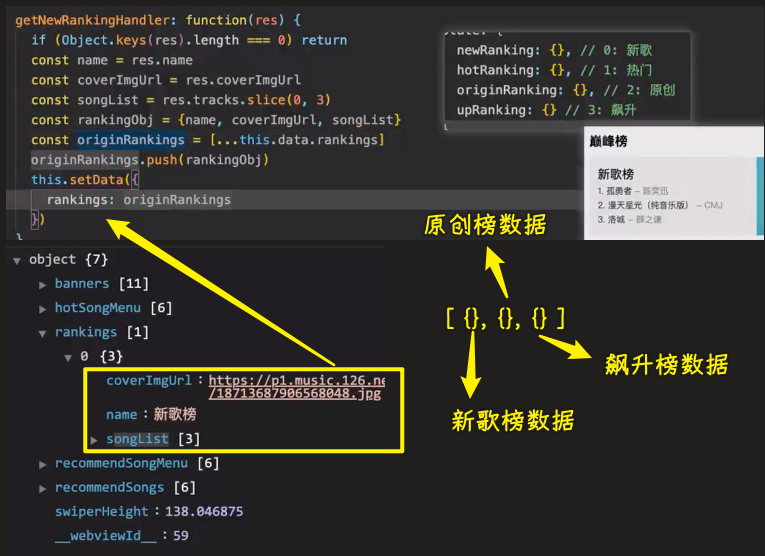 getNewRankingHandler: function(res) {
if (Object.keys(res).length === 0) return
const name = res.name
const coverImgUrl = res.coverImgUrl
const songList = res.tracks.slice(0, 3)
const rankingObj = {name, coverImgUrl, songList}
const originRankings = [...this.data.rankings]
originRankings.push(rankingObj)
this.setData({
rankings: originRankings
})
}
newRanking: {}, // 0: 新歌
hotRanking: {}, // 1: 热门
originRanking: {}, // 2: 原创
upRanking: {} // 3: 飙升
巅峰榜
新歌榜
1. 孤勇者 – 陈奕迅
2. 漫天星光（纯音乐版） – CMJ
3. 洛城 – 薛之谦
原创榜数据
[ {}, {}, {} ]
飙升榜数据
新歌榜数据
object {7}
banners [11]
hotSongMenu [6]
rankings [1]
0 {3}
coverImgUrl : https://p1.music.126.ne
/18713687906568048.jpg
name : 新歌榜
songList [3]
recommendSongMenu [6]
recommendSongs [6]
swiperHeight : 138.046875
__webviewId__ : 59